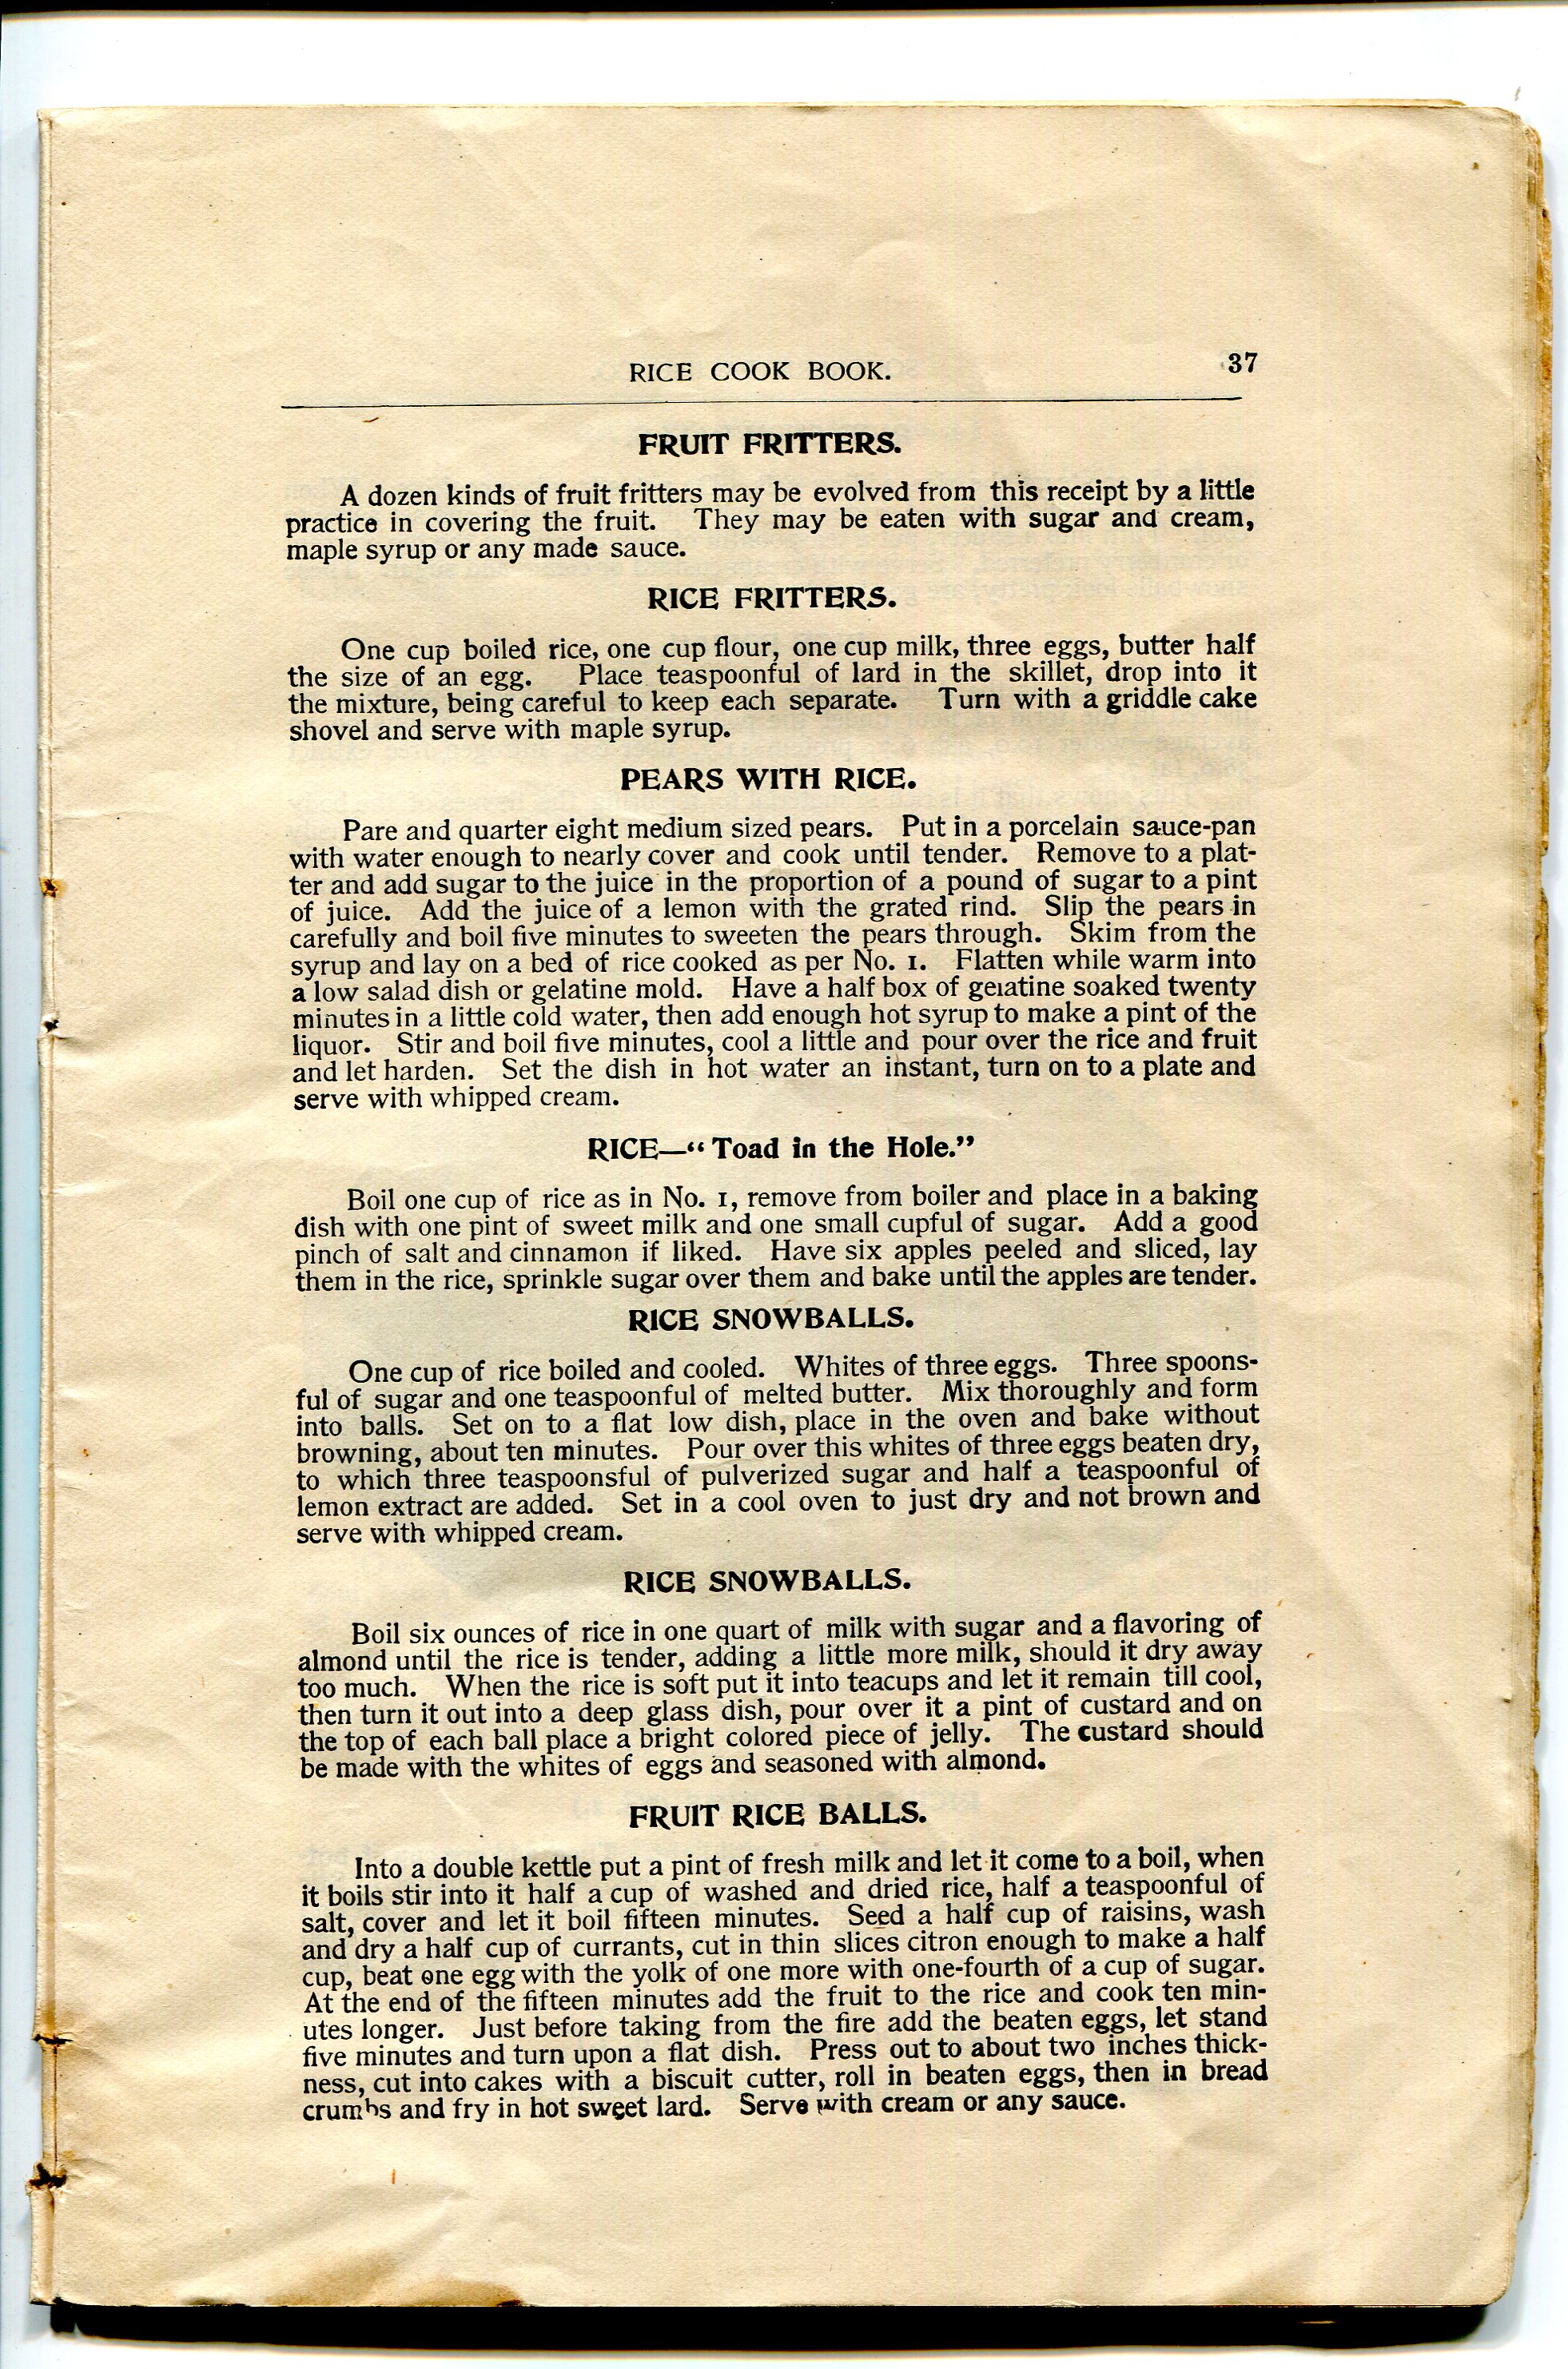 RICE COOK BOOK. 37
FRUIT FRITTERS.
A dozen kinds of fruit fritters may be evolved from this receipt by a little
practice in covering the fruit. They may be eaten with sugar and cream,
maple syrup or any made sauce.
RICE FRITTERS.
One cup boiled rice, one cup flour, one cup milk, three eggs, butter half
the size of an egg. Place teaspoonful of lard in the skillet, drop into it
the mixture, being careful to keep each separate. Turn with a griddle cake
shovel and serve with maple syrup.
PEARS WITH RICE.
Pare and quarter eight medium sized pears. Put in a porcelain sauce-pan
with water enough to nearly cover and cook until tender. Remove to a plat-
ter and add sugar to the juice in the proportion of a pound of sugar to a pint
of juice. Add the juice of a lemon with the grated rind. Slip the pears in
carefully and boil five minutes to sweeten the pears through. Skim from the
syrup and lay on a bed of rice cooked as per No. 1. Flatten while warm into
a low salad dish or gelatine mold. Have a half box of gelatine soaked twenty
minutes in a little cold water, then add enough hot syrup to make a pint of the
liquor. Stir and boil five minutes, cool a little and pour over the rice and fruit
and let harden. Set the dish in hot water an instant, turn on to a plate and
serve with whipped cream.
RICE—“Toad in the Hole.”
Boil one cup of rice as in No. 1, remove from boiler and place in a baking
dish with one pint of sweet milk and one small cupful of sugar. Add a good
pinch of salt and cinnamon if liked. Have six apples peeled and sliced, lay
them in the rice, sprinkle sugar over them and bake until the apples are tender.
RICE SNOWBALLS.
One cup of rice boiled and cooled. Whites of three eggs. Three spoons-
ful of sugar and one teaspoonful of melted butter. Mix thoroughly and form
into balls. Set on to a flat low dish, place in the oven and bake without
browning, about ten minutes. Pour over this whites of three eggs beaten dry,
to which three teaspoonsful of pulverized sugar and half a teaspoonful of
lemon extract are added. Set in a cool oven to just dry and not brown and
serve with whipped cream.
RICE SNOWBALLS.
Boil six ounces of rice in one quart of milk with sugar and a flavoring of
almond until the rice is tender, adding a little more milk, should it dry away
too much. When the rice is soft put it into teacups and let it remain till cool,
then turn it out into a deep glass dish, pour over it a pint of custard and on
the top of each ball place a bright colored piece of jelly. The custard should
be made with the whites of eggs and seasoned with almond.
FRUIT RICE BALLS.
Into a double kettle put a pint of fresh milk and let it come to a boil, when
it boils stir into it half a cup of washed and dried rice, half a teaspoonful of
salt, cover and let it boil fifteen minutes. Seed a half cup of raisins, wash
and dry a half cup of currants, cut in thin slices citron enough to make a half
cup, beat one egg with the yolk of one more with one-fourth of a cup of sugar.
At the end of the fifteen minutes add the fruit to the rice and cook ten min-
utes longer. Just before taking from the fire add the beaten eggs, let stand
five minutes and turn upon a flat dish. Press out to about two inches thick-
ness, cut into cakes with a biscuit cutter, roll in beaten eggs, then in bread
crumbs and fry in hot sweet lard. Serve with cream or any sauce.